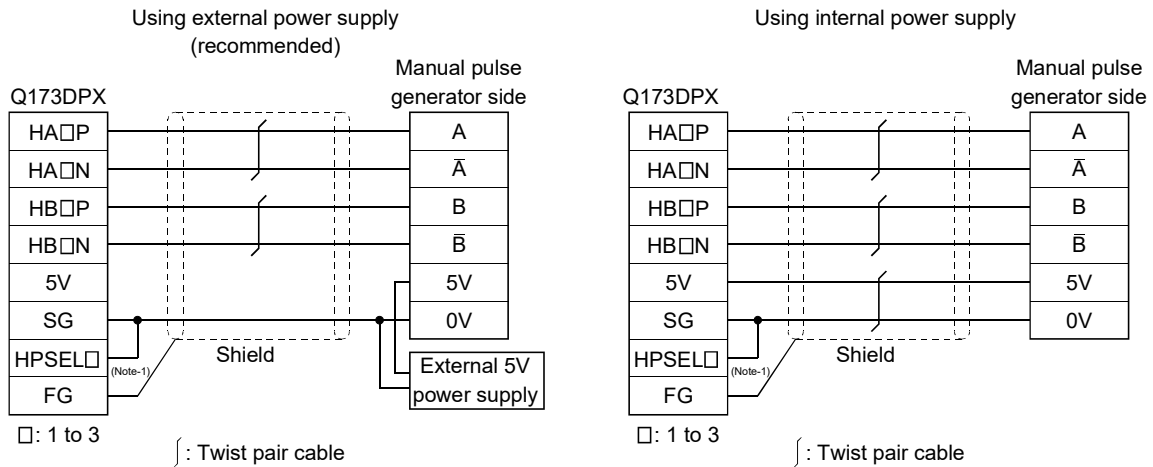 Using external power supply
(recommended)
Q173DPX
Manual pulse
generator side
HA□P
A
HA□N
A̅
HB□P
B
HB□N
B̅
5V
5V
SG
0V
HPSEL□
(Note-1)
Shield
External 5V
power supply
FG
□: 1 to 3
⌠: Twist pair cable
Using internal power supply
Q173DPX
Manual pulse
generator side
HA□P
A
HA□N
A̅
HB□P
B
HB□N
B̅
5V
5V
SG
0V
HPSEL□
(Note-1)
Shield
FG
□: 1 to 3
⌠: Twist pair cable